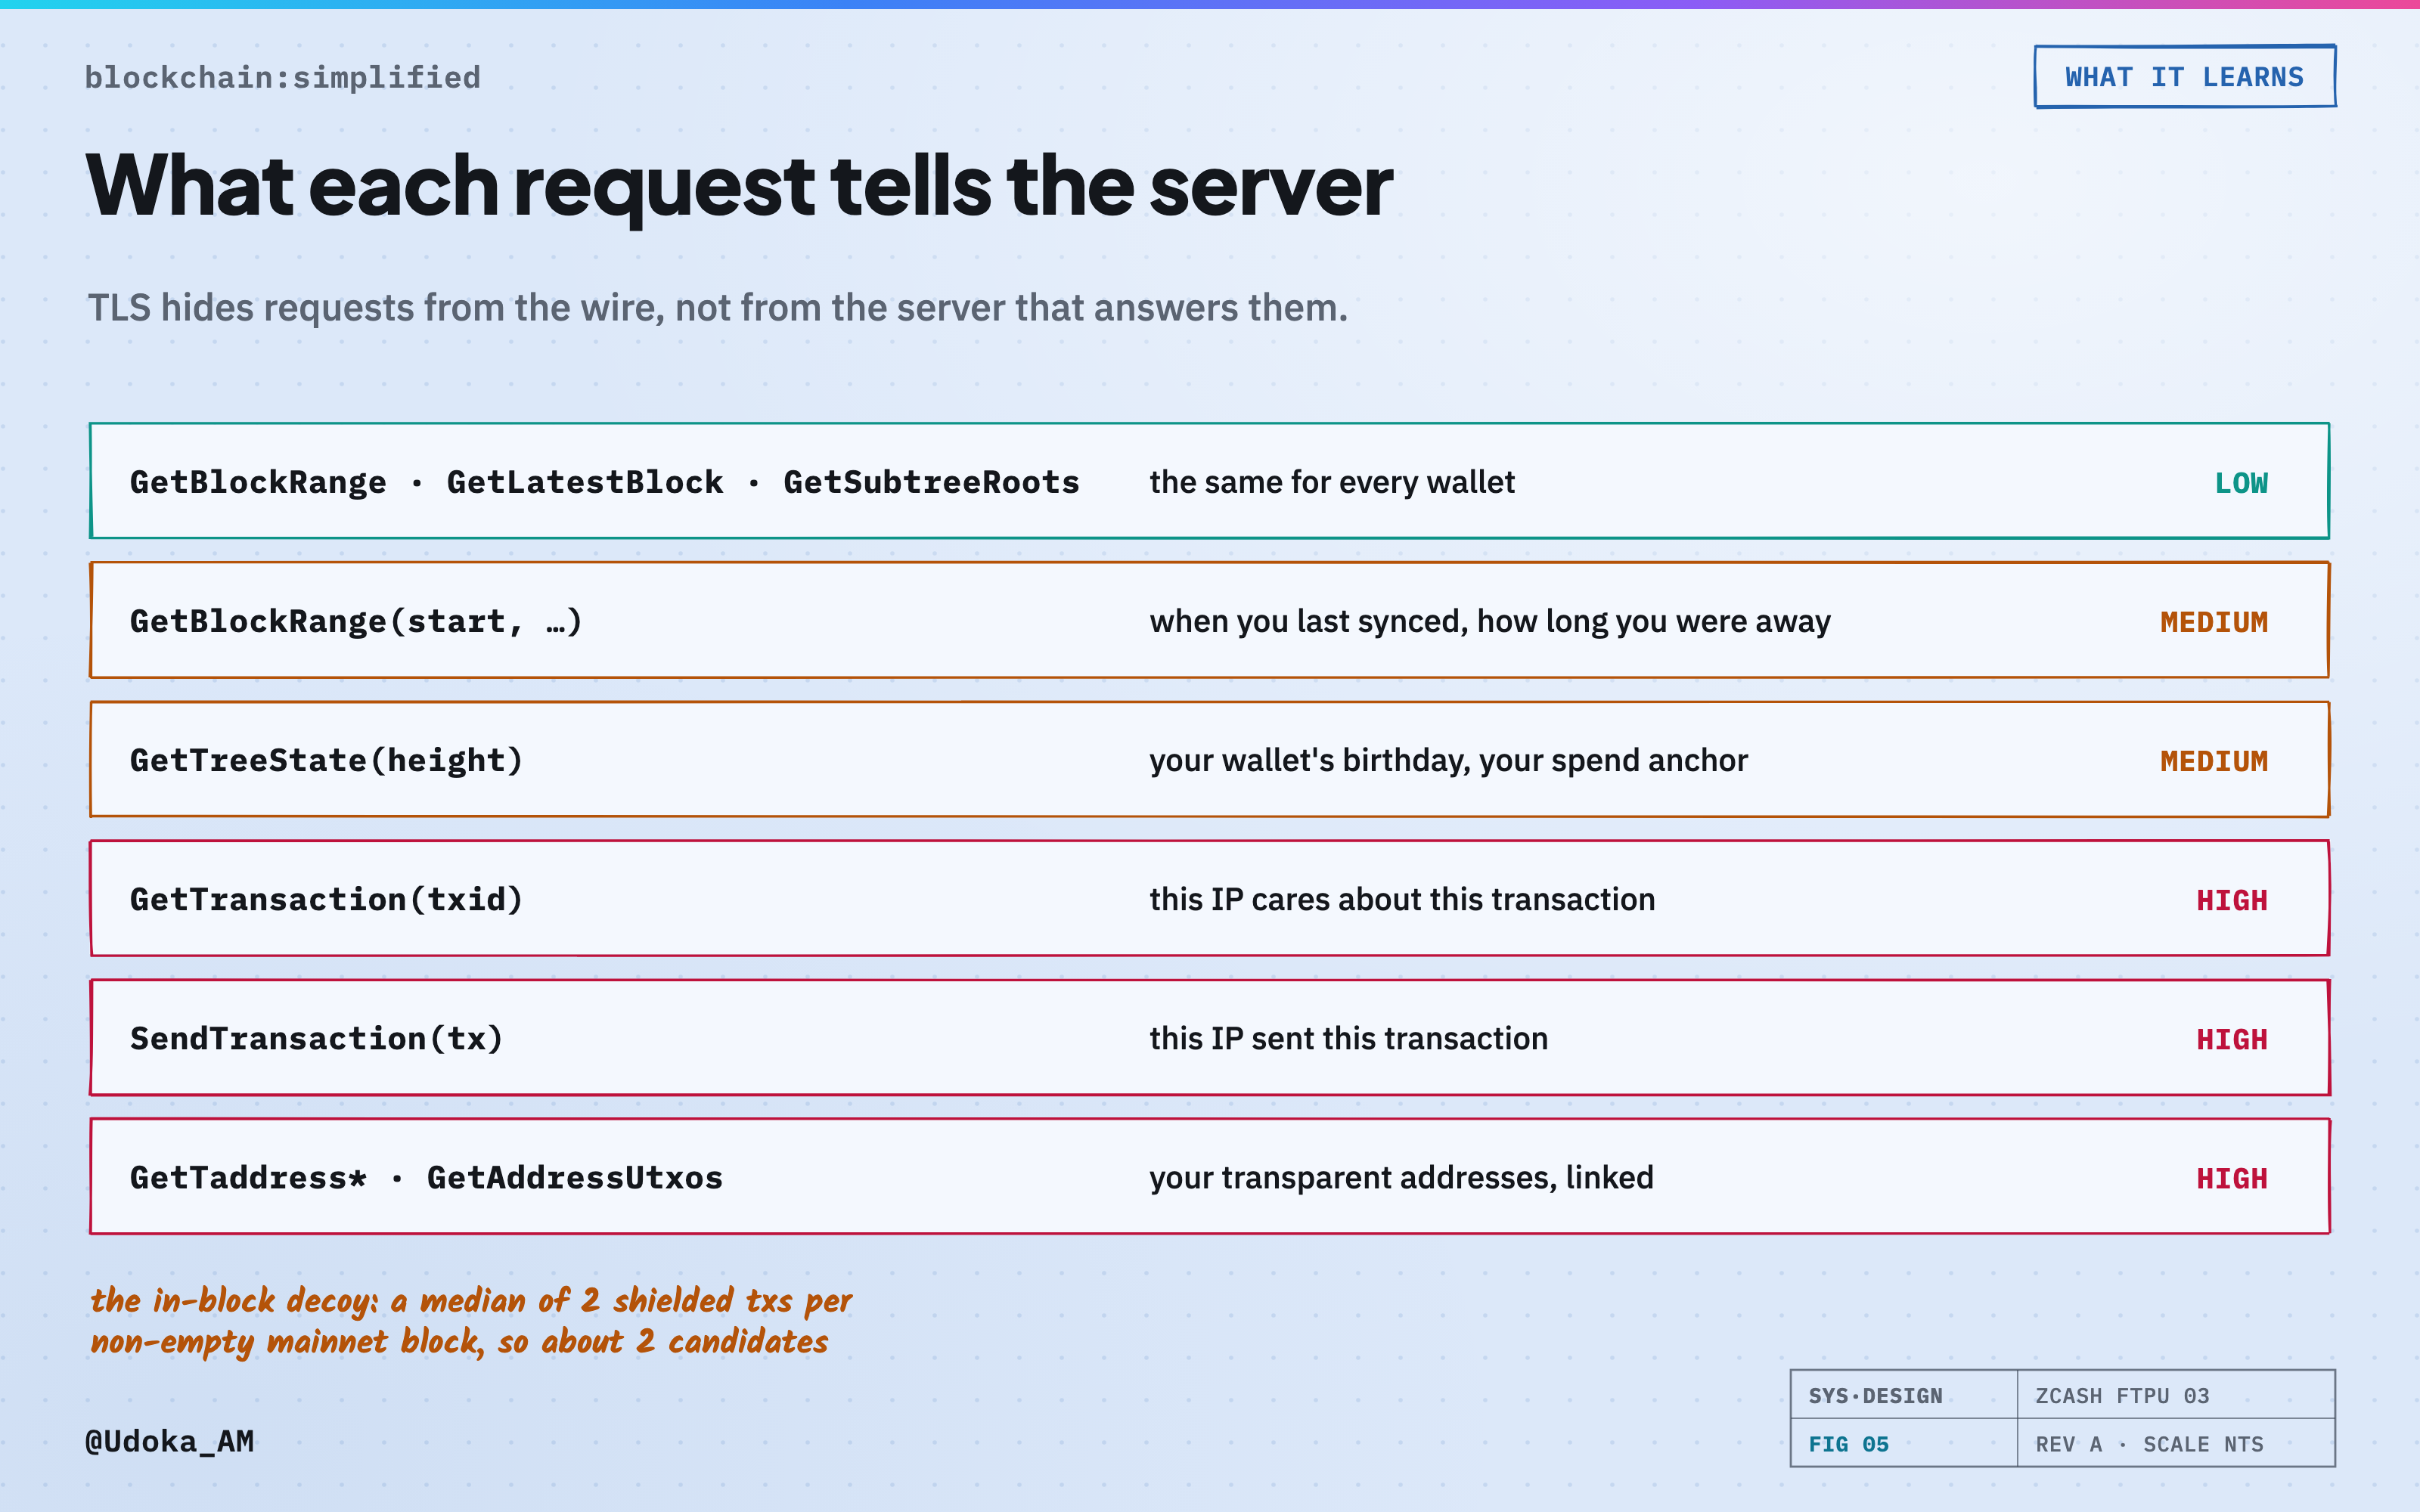 blockchain:simplified
WHAT IT LEARNS
What each request tells the server
TLS hides requests from the wire, not from the server that answers them.
GetBlockRange · GetLatestBlock · GetSubtreeRoots the same for every wallet LOW
GetBlockRange(start, …) when you last synced, how long you were away MEDIUM
GetTreeState(height) your wallet's birthday, your spend anchor MEDIUM
GetTransaction(txid) this IP cares about this transaction HIGH
SendTransaction(tx) this IP sent this transaction HIGH
GetTaddress* · GetAddressUtxos your transparent addresses, linked HIGH
the in-block decoy: a median of 2 shielded txs per
non-empty mainnet block, so about 2 candidates
@Udoka_AM
SYS·DESIGN ZCASH FTPU 03
FIG 05 REV A · SCALE NTS